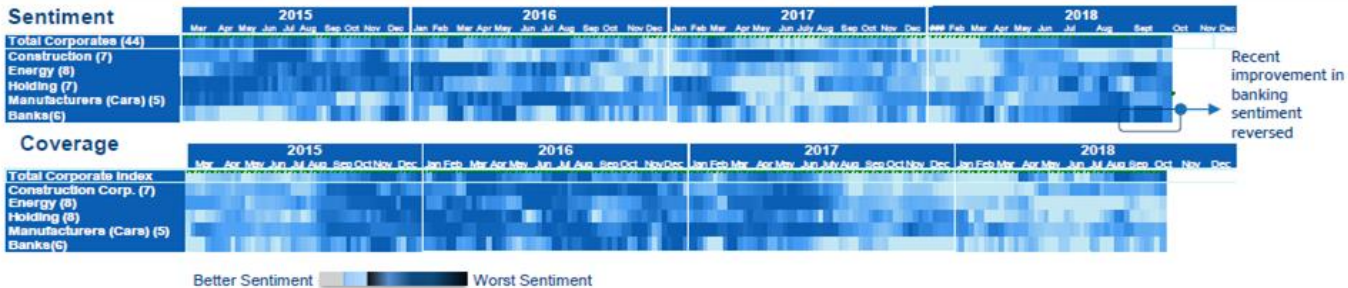 Sentiment
2015 2016 2017 2018
Mar Apr May Jun Jul Aug Sep Oct Nov Dec Jan Feb Mar Apr May Jun Jul Aug Sep Oct Nov Dec Jan Feb Mar Apr May Jun July Aug Sep Oct Nov Dec ### Feb Mar Apr May Jun Jul Aug Sept Oct Nov Dec
Total Corporates (44)
Construction (7)
Energy (8)
Holding (7)
Manufacturers (Cars) (5)
Banks(6)
Recent
improvement in
banking
sentiment
reversed
Coverage
2015 2016 2017 2018
Mar Apr May Jun Jul Aug Sep Oct Nov Dec Jan Feb Mar Apr May Jun Jul Aug Sep Oct Nov Dec Jan Feb Mar Apr May Jun July Aug Sep Oct Nov Dec Jan Feb Mar Apr May Jun Jul Aug Sep Oct Nov Dec
Total Corporate Index
Construction Corp. (7)
Energy (8)
Holding (8)
Manufacturers (Cars) (5)
Banks(6)
Better Sentiment Worst Sentiment